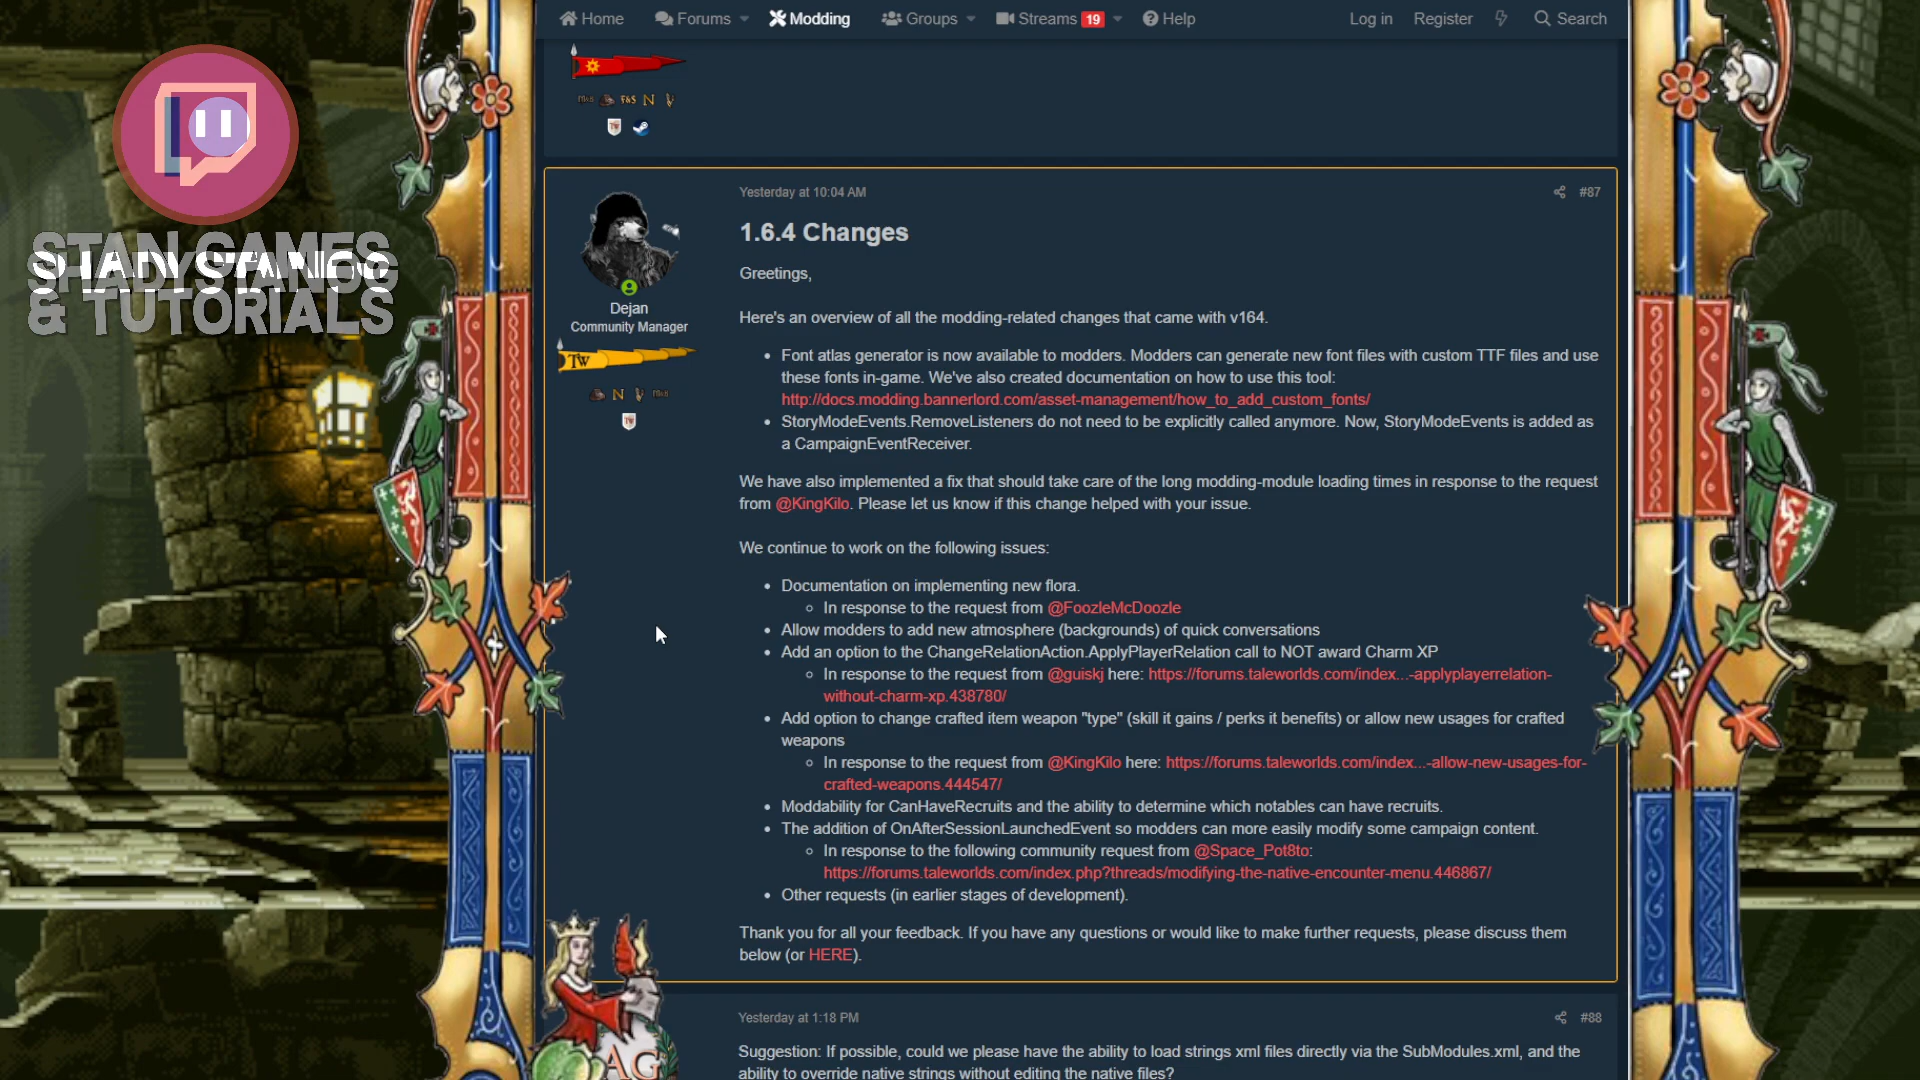 Home
Forums
Modding
Groups
Streams 19
Help
Log in
Register
Search
F&S N
STAN GAMES
& TUTORIALS
Yesterday at 10:04 AM
#87
1.6.4 Changes
Greetings,
Dejan
Community Manager
TW
N
Here's an overview of all the modding-related changes that came with v164.
• Font atlas generator is now available to modders. Modders can generate new font files with custom TTF files and use
these fonts in-game. We've also created documentation on how to use this tool:
http://docs.modding.bannerlord.com/asset-management/how_to_add_custom_fonts/
• StoryModeEvents.RemoveListeners do not need to be explicitly called anymore. Now, StoryModeEvents is added as
a CampaignEventReceiver.
We have also implemented a fix that should take care of the long modding-module loading times in response to the request
from @KingKilo. Please let us know if this change helped with your issue.
We continue to work on the following issues:
• Documentation on implementing new flora.
In response to the request from @FoozleMcDoozle
• Allow modders to add new atmosphere (backgrounds) of quick conversations
• Add an option to the ChangeRelationAction.ApplyPlayerRelation call to NOT award Charm XP
In response to the request from @guiskj here: https://forums.taleworlds.com/index...-applyplayerrelation-
without-charm-xp.438780/
• Add option to change crafted item weapon "type" (skill it gains / perks it benefits) or allow new usages for crafted
weapons
In response to the request from @KingKilo here: https://forums.taleworlds.com/index...-allow-new-usages-for-
crafted-weapons.444547/
• Moddability for CanHaveRecruits and the ability to determine which notables can have recruits.
• The addition of OnAfterSessionLaunchedEvent so modders can more easily modify some campaign content.
In response to the following community request from @Space_Pot8to:
https://forums.taleworlds.com/index.php?threads/modifying-the-native-encounter-menu.446867/
• Other requests (in earlier stages of development).
Thank you for all your feedback. If you have any questions or would like to make further requests, please discuss them
below (or HERE).
Yesterday at 1:18 PM
#88
AG
Suggestion: If possible, could we please have the ability to load strings xml files directly via the SubModules.xml, and the
ability to override native strings without editing the native files?